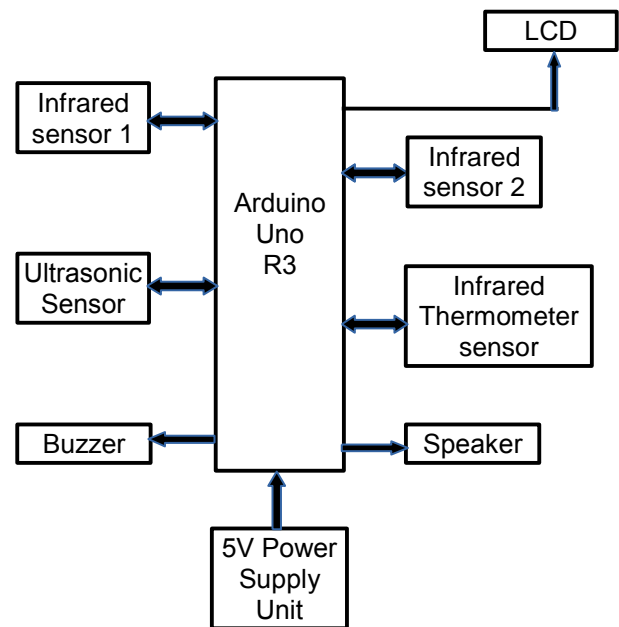 LCD
Infrared
sensor 1
Infrared
sensor 2
Arduino
Uno
R3
Ultrasonic
Sensor
Infrared
Thermometer
sensor
Buzzer
Speaker
5V Power
Supply
Unit